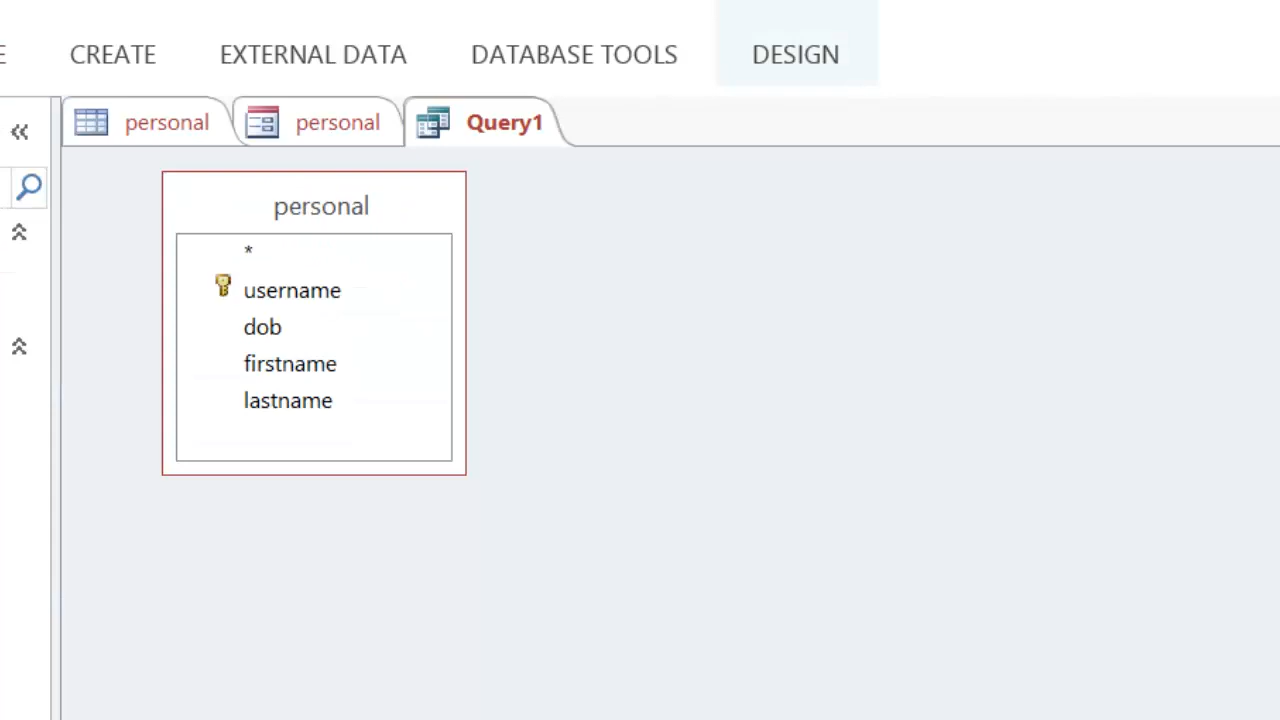 E CREATE EXTERNAL DATA DATABASE TOOLS DESIGN
personal personal Query1
personal
*
username
dob
firstname
lastname